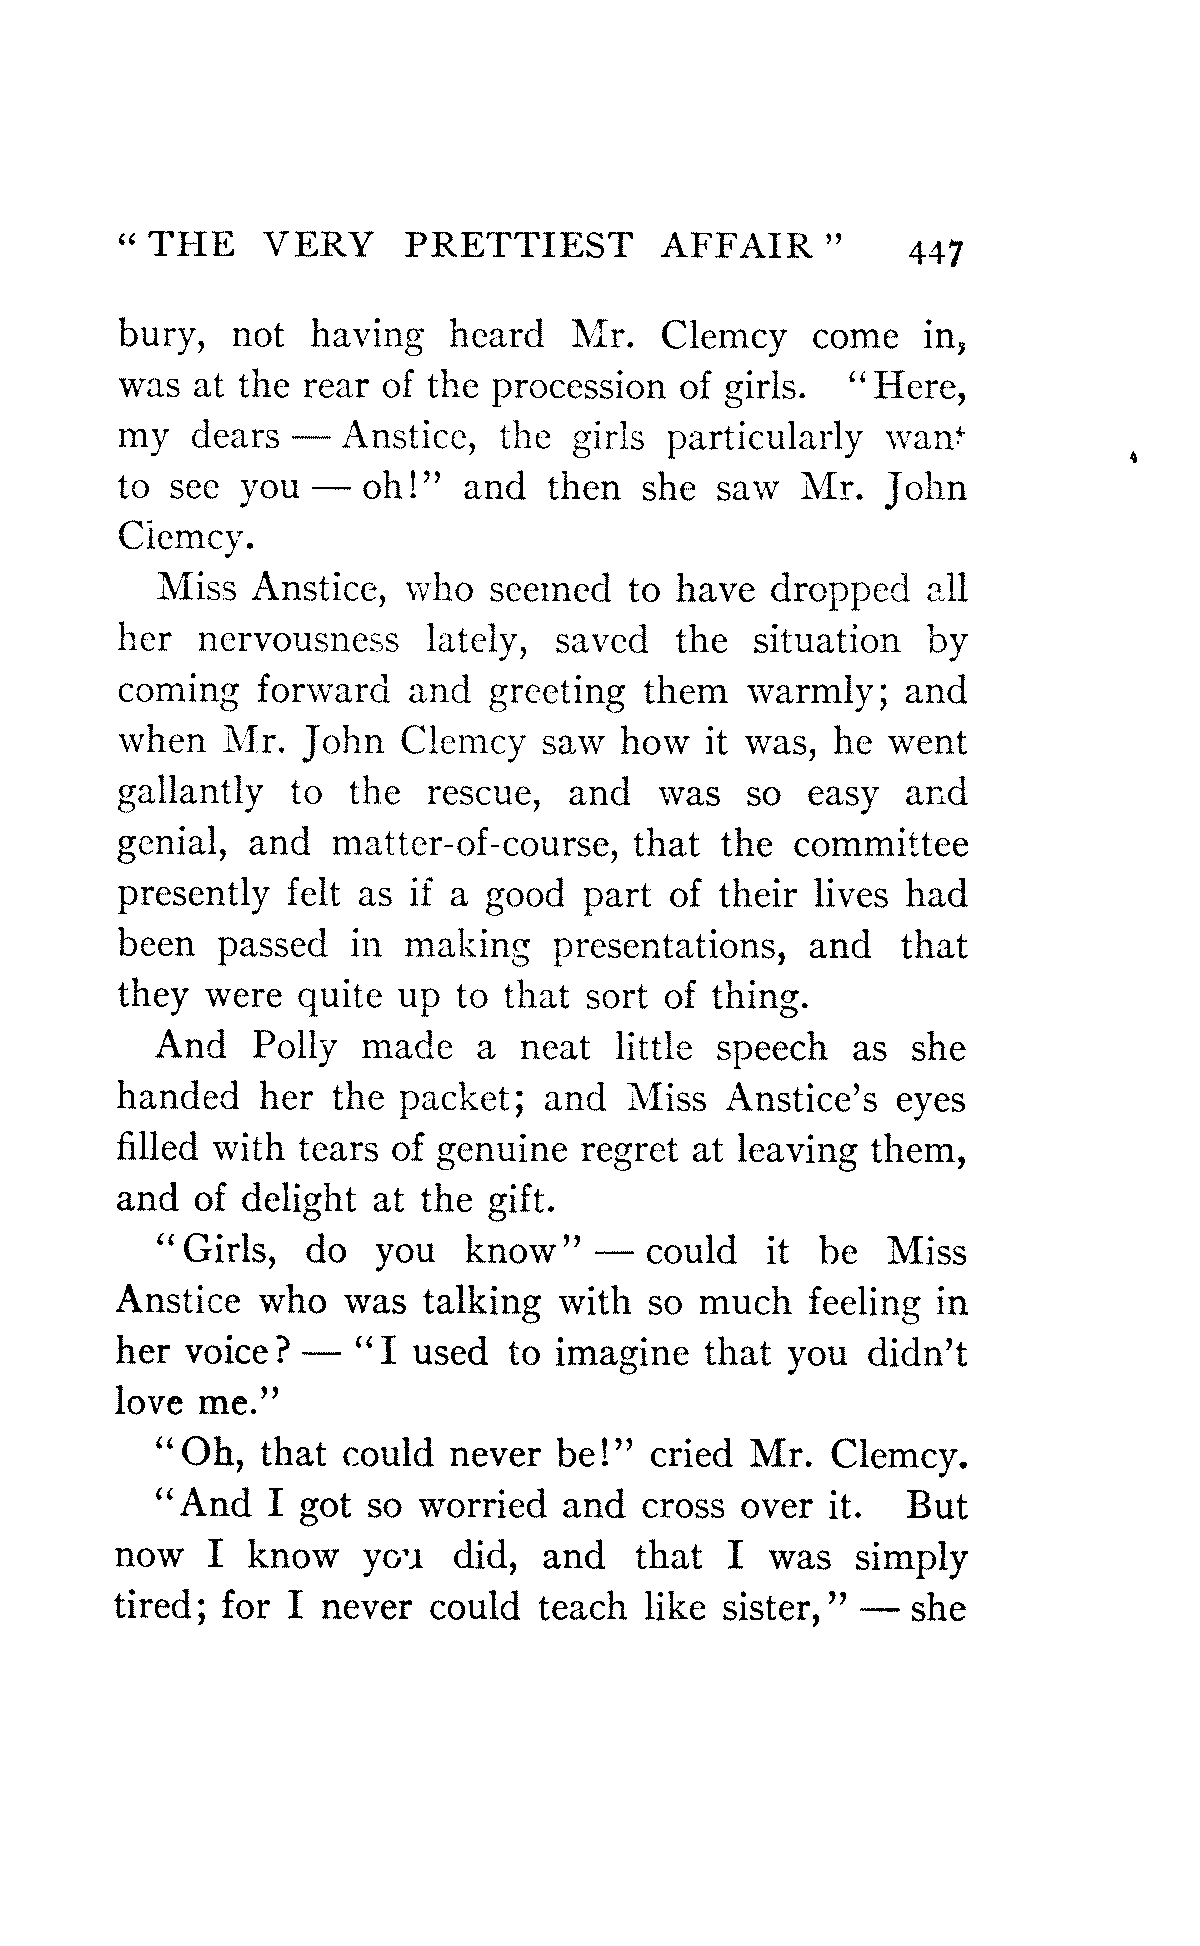 “ THE VERY PRETTIEST AFFAIR ” 447
bury, not having heard Mr. Clemcy come in,
was at the rear of the procession of girls. “Here,
my dears — Anstice, the girls particularly want
to see you — oh!” and then she saw Mr. John
Clemcy.
Miss Anstice, who seemed to have dropped all
her nervousness lately, saved the situation by
coming forward and greeting them warmly; and
when Mr. John Clemcy saw how it was, he went
gallantly to the rescue, and was so easy and
genial, and matter-of-course, that the committee
presently felt as if a good part of their lives had
been passed in making presentations, and that
they were quite up to that sort of thing.
And Polly made a neat little speech as she
handed her the packet; and Miss Anstice’s eyes
filled with tears of genuine regret at leaving them,
and of delight at the gift.
“Girls, do you know” — could it be Miss
Anstice who was talking with so much feeling in
her voice? — “I used to imagine that you didn’t
love me.”
“Oh, that could never be!” cried Mr. Clemcy.
“And I got so worried and cross over it. But
now I know you did, and that I was simply
tired; for I never could teach like sister,” — she